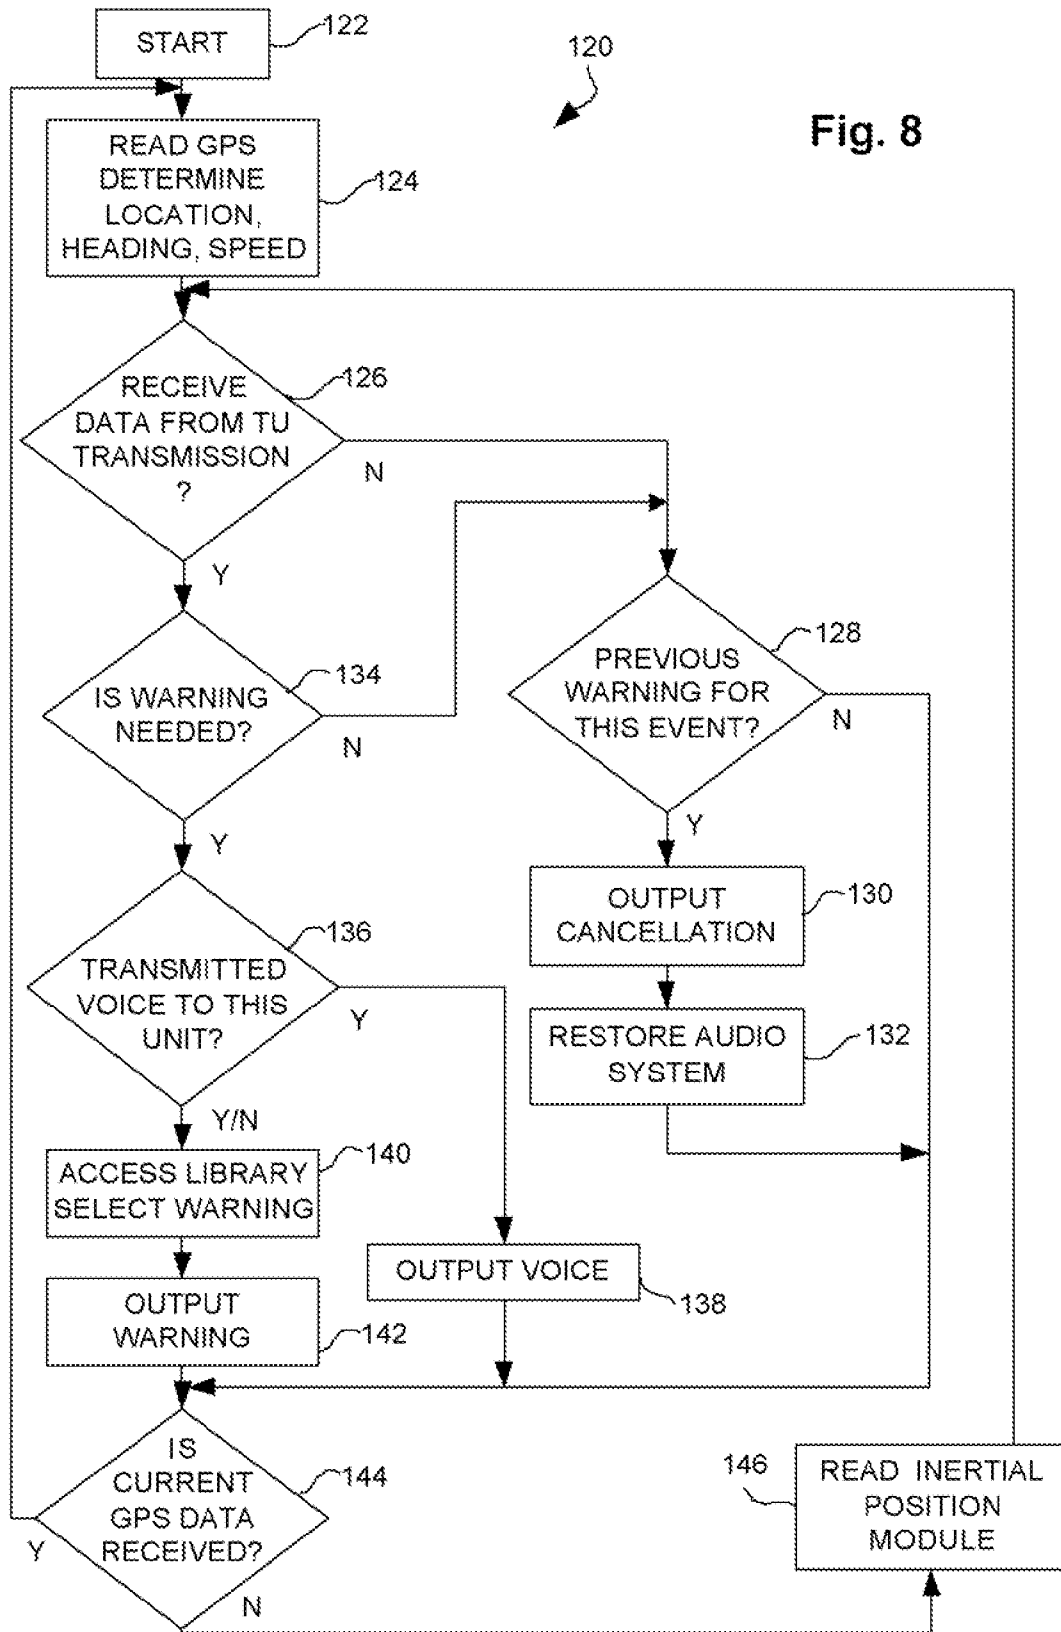 START
122
120
Fig. 8
READ GPS
DETERMINE
LOCATION,
HEADING, SPEED
124
RECEIVE
DATA FROM TU
TRANSMISSION
?
126
N
Y
IS WARNING
NEEDED?
134
N
Y
PREVIOUS
WARNING FOR
THIS EVENT?
128
N
Y
OUTPUT
CANCELLATION
130
RESTORE AUDIO
SYSTEM
132
TRANSMITTED
VOICE TO THIS
UNIT?
136
Y
Y/N
ACCESS LIBRARY
SELECT WARNING
140
OUTPUT VOICE
138
OUTPUT
WARNING
142
IS
CURRENT
GPS DATA
RECEIVED?
144
Y
N
READ INERTIAL
POSITION
MODULE
146